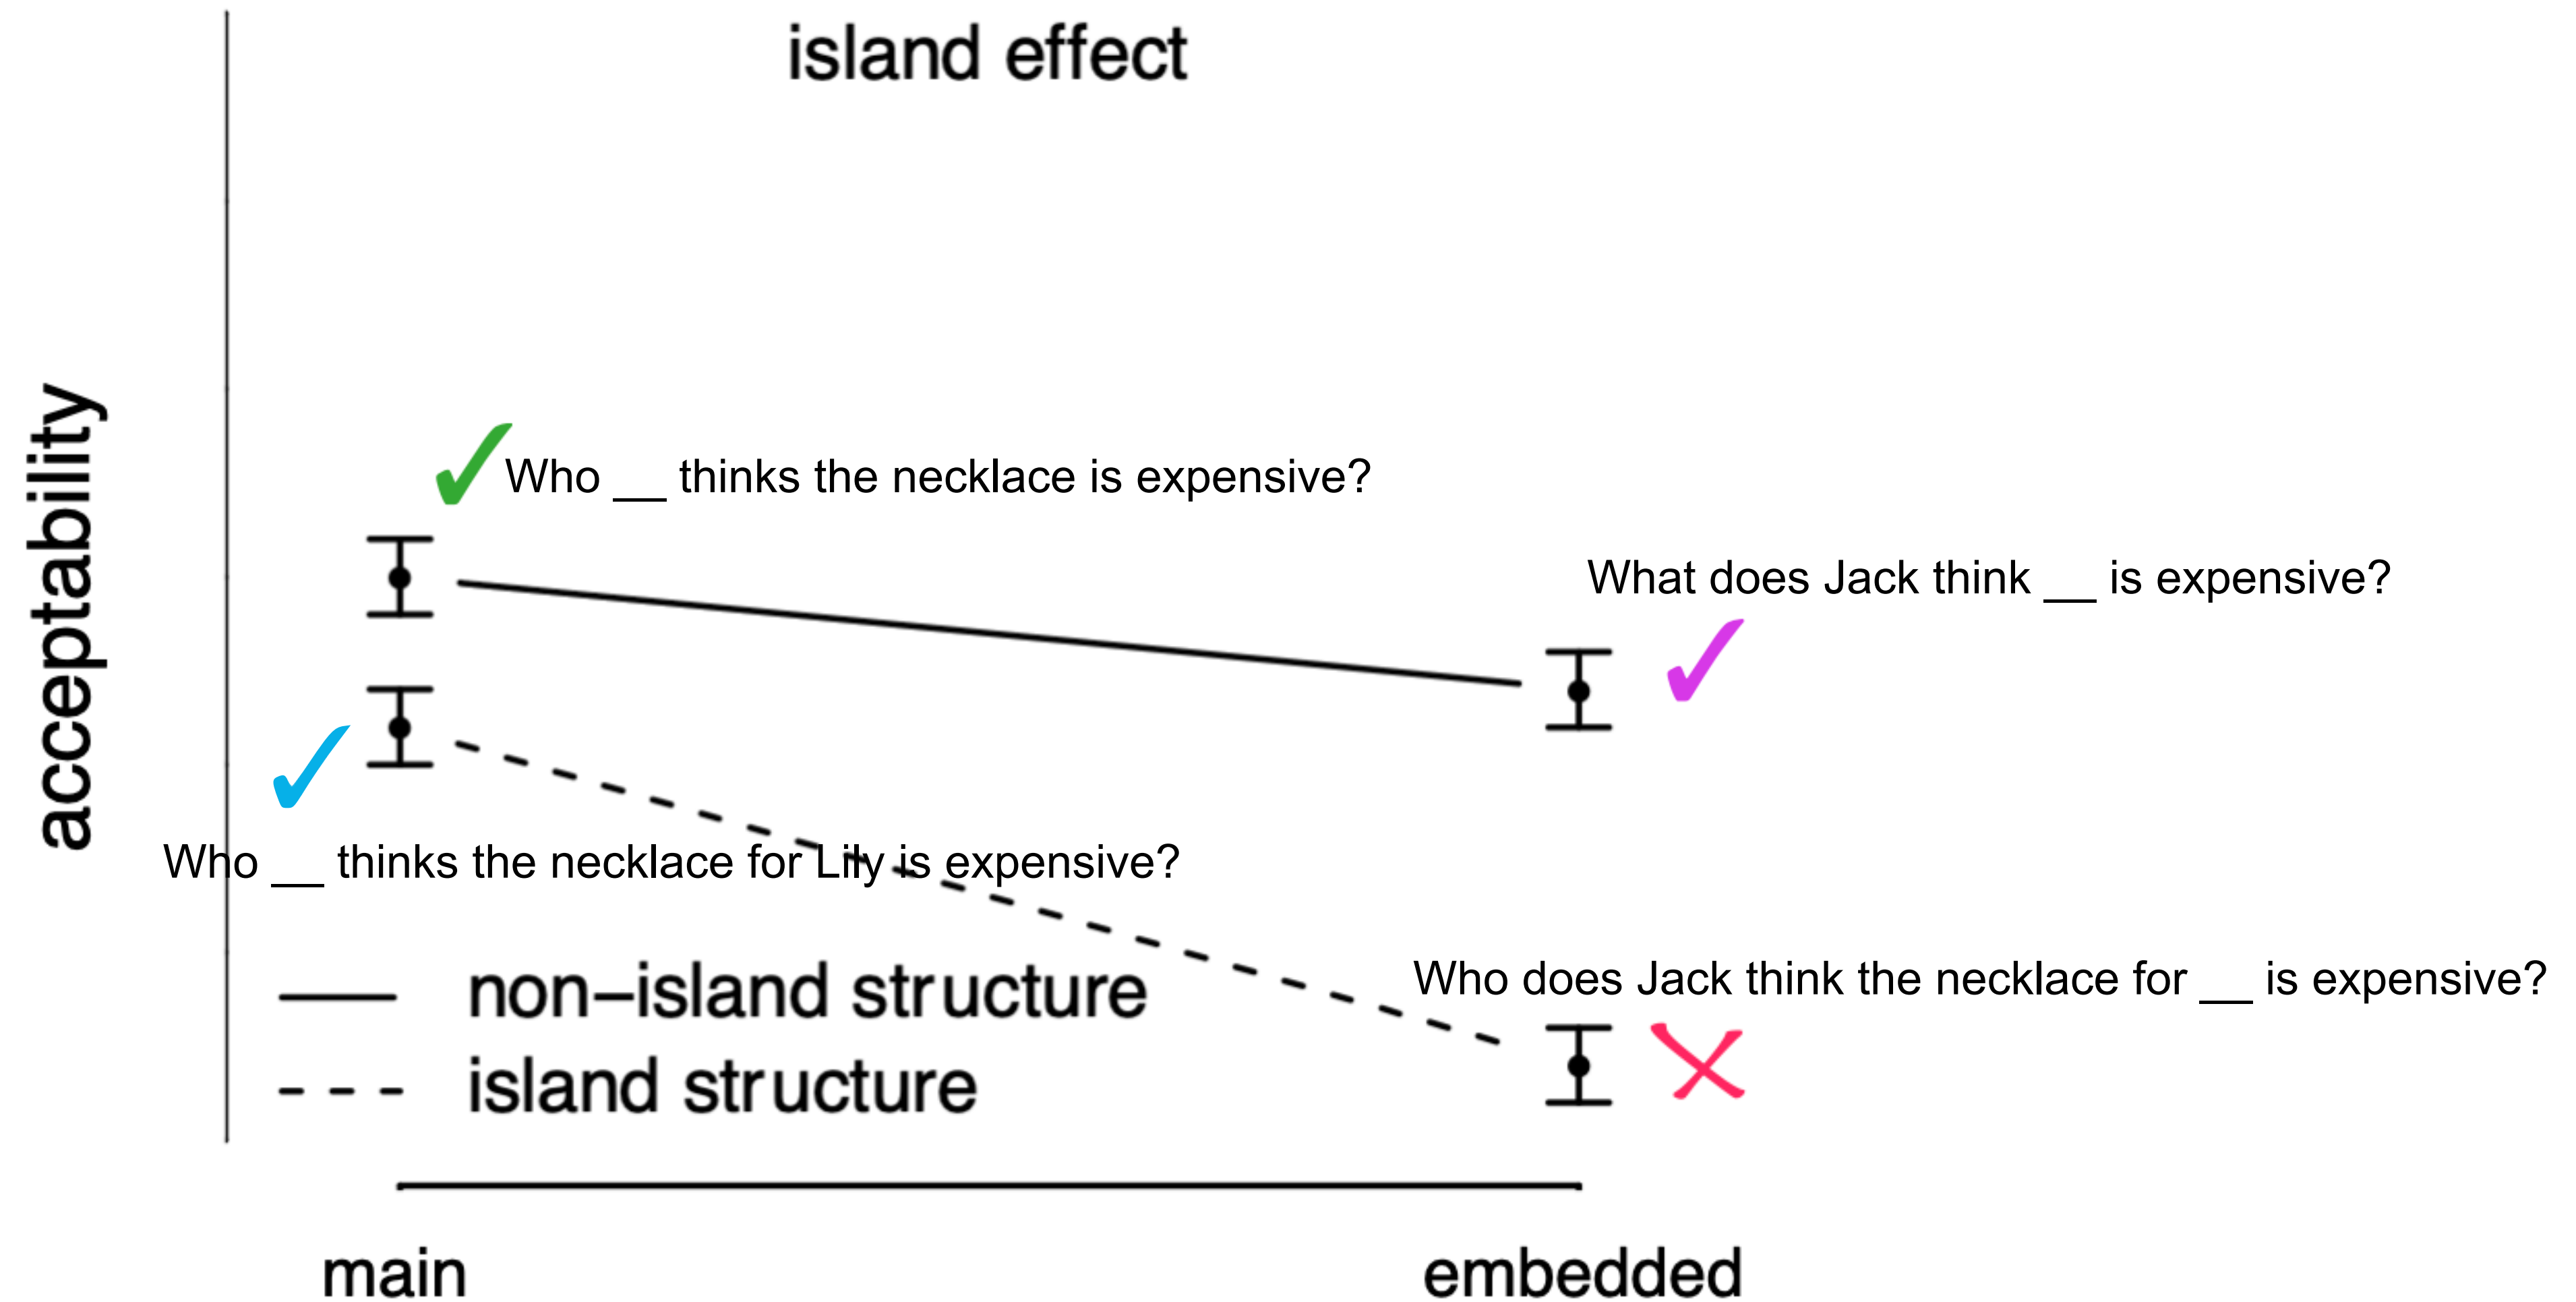 island effect
acceptability
Who __ thinks the necklace is expensive?
What does Jack think __ is expensive?
Who __ thinks the necklace for Lily is expensive?
Who does Jack think the necklace for __ is expensive?
non–island structure
island structure
main
embedded